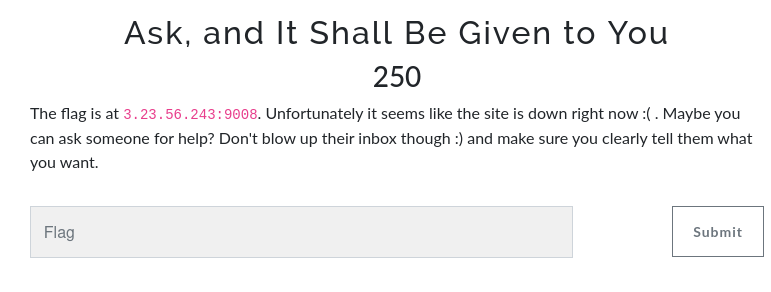 Ask, and It Shall Be Given to You
250
The flag is at 3.23.56.243:9008. Unfortunately it seems like the site is down right now :( . Maybe you
can ask someone for help? Don't blow up their inbox though :) and make sure you clearly tell them what
you want.
Flag
Submit